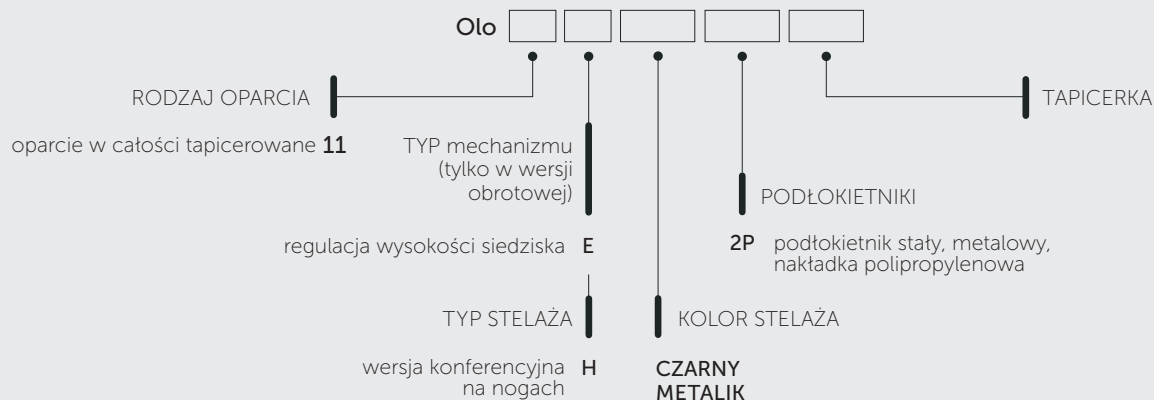 Olo
RODZAJ OPARCIA
oparcie w całości tapicerowane 11
TYP mechanizmu
(tylko w wersji
obrotowej)
regulacja wysokości siedziska E
TYP STELAŻA
wersja konferencyjna H
na nogach
KOLOR STELAŻA
CZARNY
METALIK
PODŁOKIETNIKI
2P podłokietnik stały, metalowy,
nakładka polipropylenowa
TAPICERKA